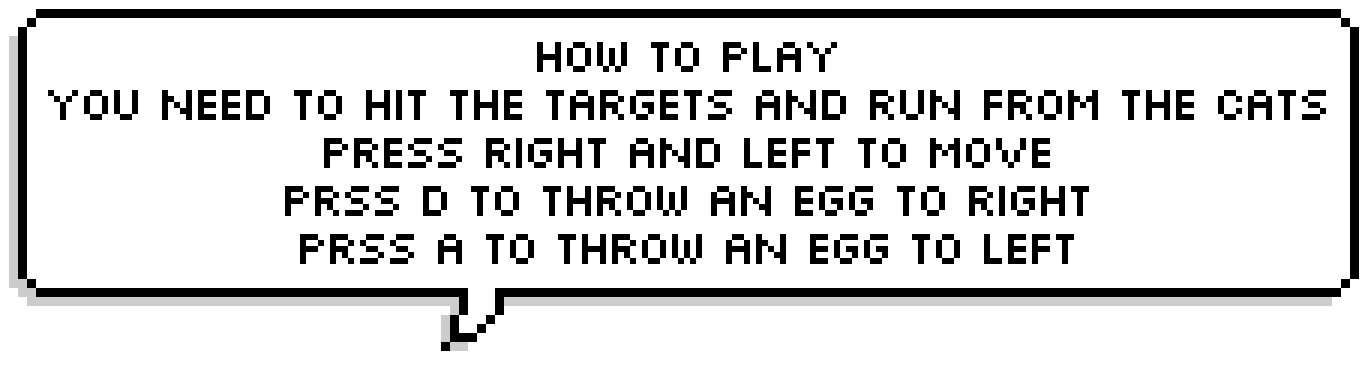 HOW TO PLAY
YOU NEED TO HIT THE TARGETS AND RUN FROM THE CATS
PRESS RIGHT AND LEFT TO MOVE
PRSS D TO THROW AN EGG TO RIGHT
PRSS A TO THROW AN EGG TO LEFT